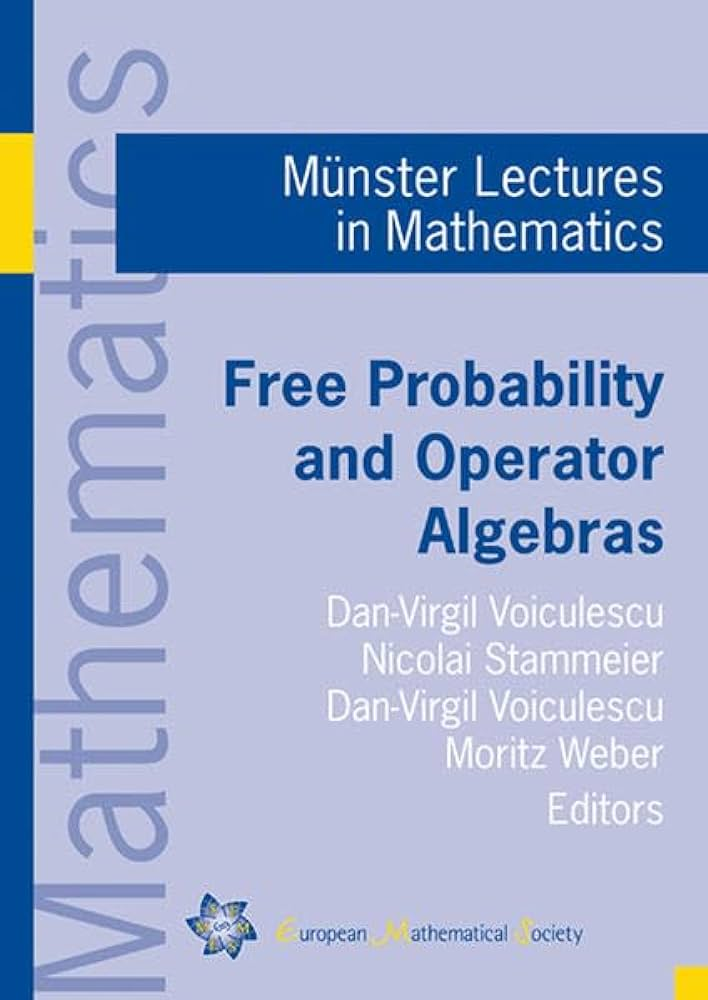 Mathematics
Münster Lectures
in Mathematics
Free Probability
and Operator
Algebras
Dan-Virgil Voiculescu
Nicolai Stammeier
Dan-Virgil Voiculescu
Moritz Weber
Editors
European Mathematical Society